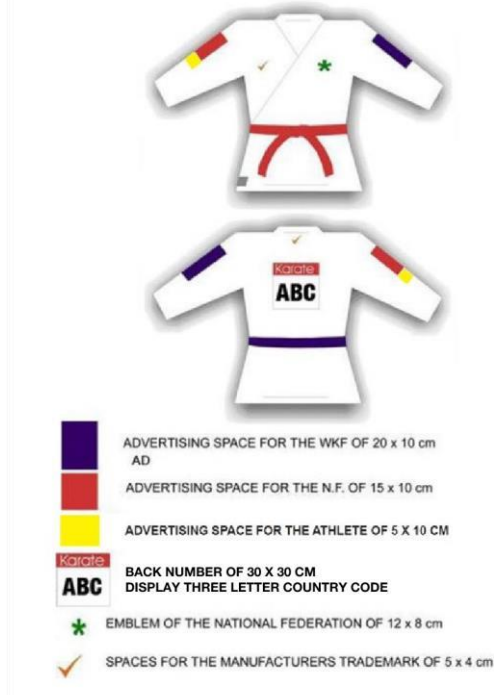 Karate
ABC
ADVERTISING SPACE FOR THE WKF OF 20 x 10 cm
AD
ADVERTISING SPACE FOR THE N.F. OF 15 x 10 cm
ADVERTISING SPACE FOR THE ATHLETE OF 5 X 10 CM
Karate
ABC
BACK NUMBER OF 30 X 30 CM
DISPLAY THREE LETTER COUNTRY CODE
EMBLEM OF THE NATIONAL FEDERATION OF 12 x 8 cm
SPACES FOR THE MANUFACTURERS TRADEMARK OF 5 x 4 cm